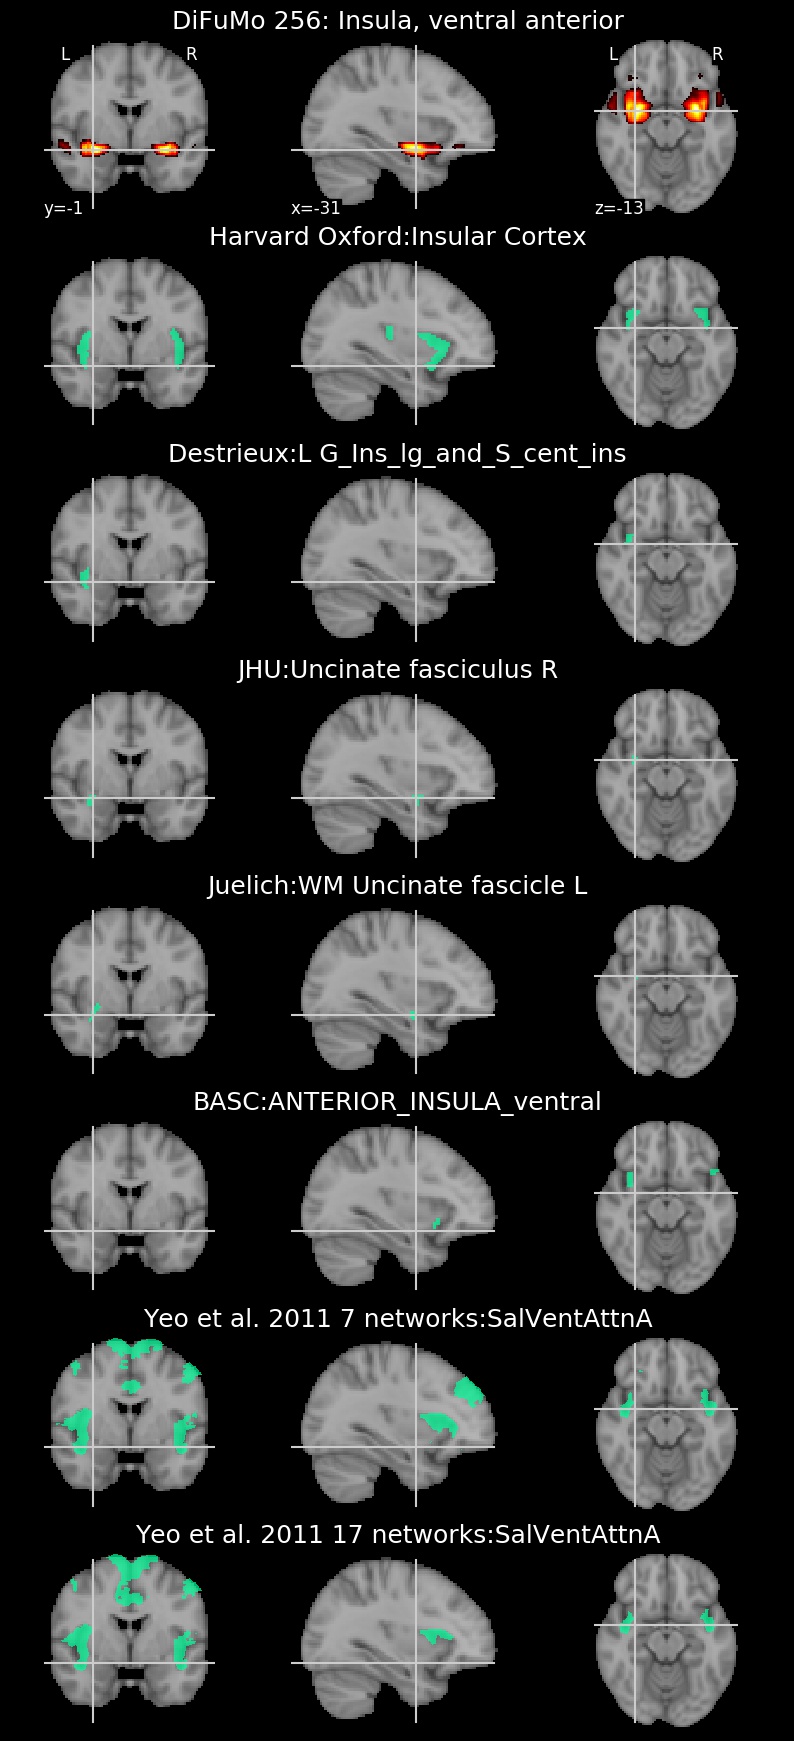 DiFuMo 256: Insula, ventral anterior
L R L R
y=-1 x=-31 z=-13
Harvard Oxford:Insular Cortex
Destrieux:L G_Ins_lg_and_S_cent_ins
JHU:Uncinate fasciculus R
Juelich:WM Uncinate fascicle L
BASC:ANTERIOR_INSULA_ventral
Yeo et al. 2011 7 networks:SalVentAttnA
Yeo et al. 2011 17 networks:SalVentAttnA